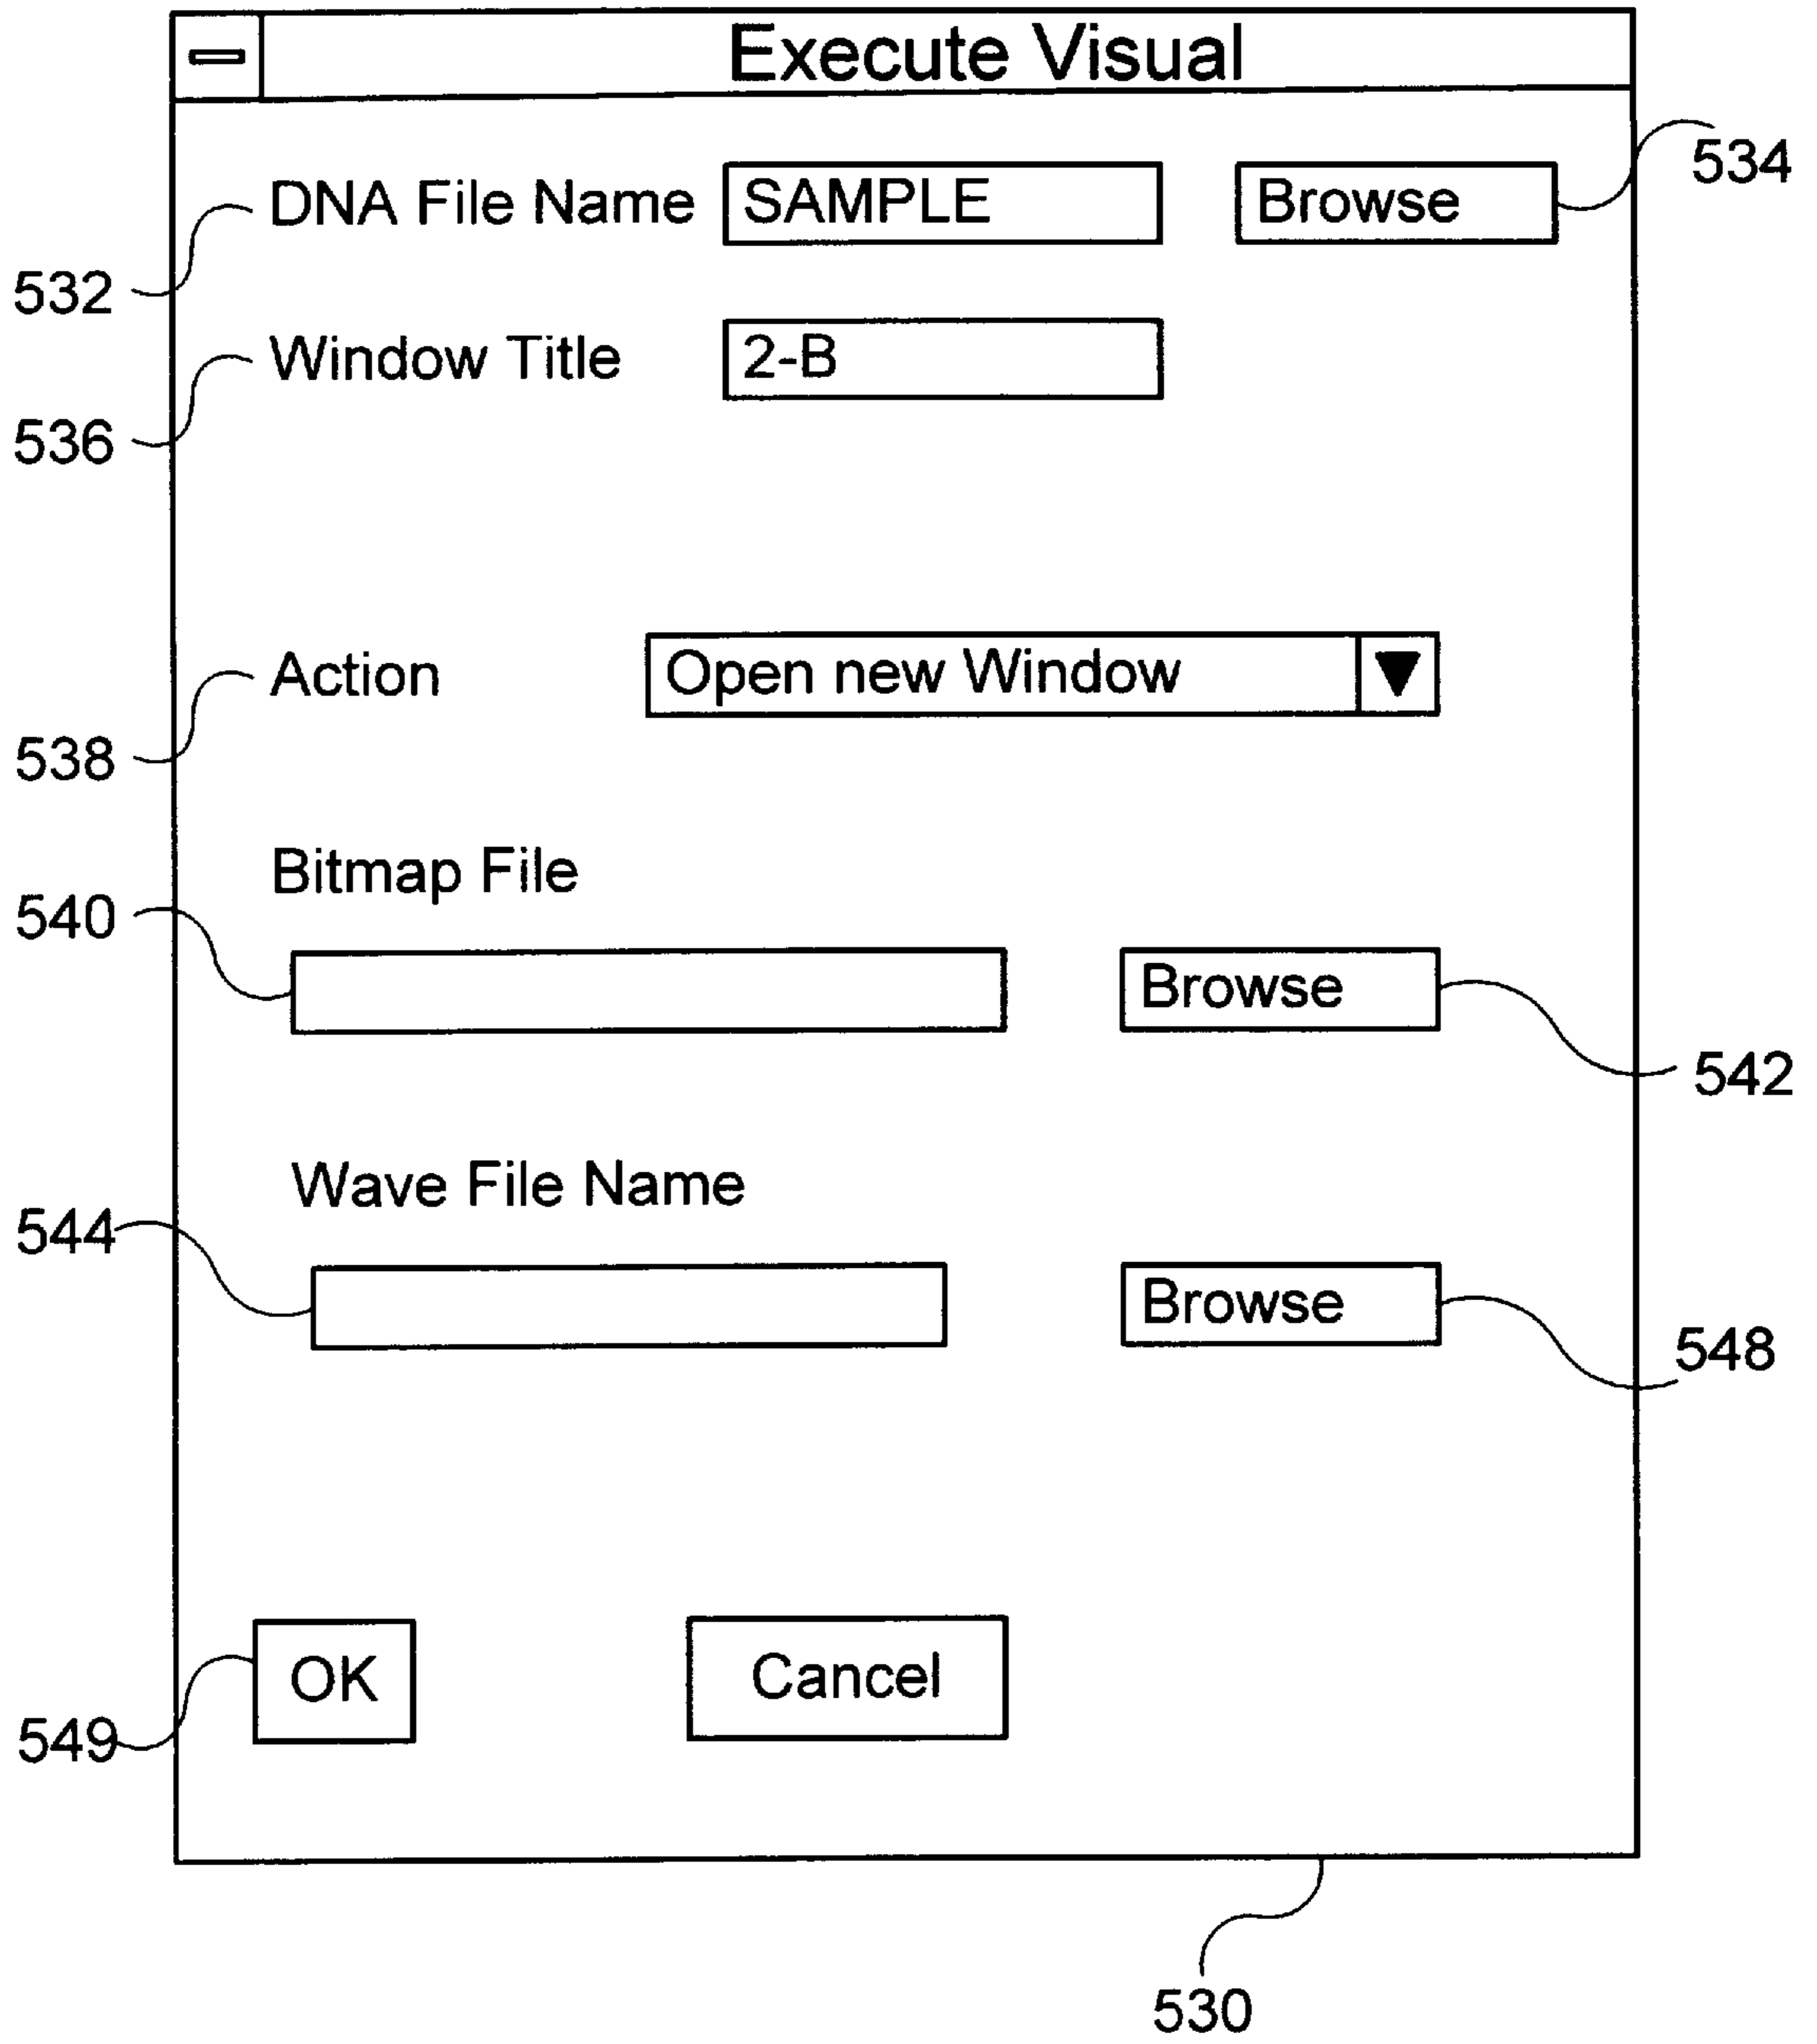 Execute Visual
534
DNA File Name SAMPLE Browse
532
Window Title 2-B
536
Action Open new Window
538
Bitmap File
540
Browse
542
Wave File Name
544
Browse
548
OK Cancel
549
530